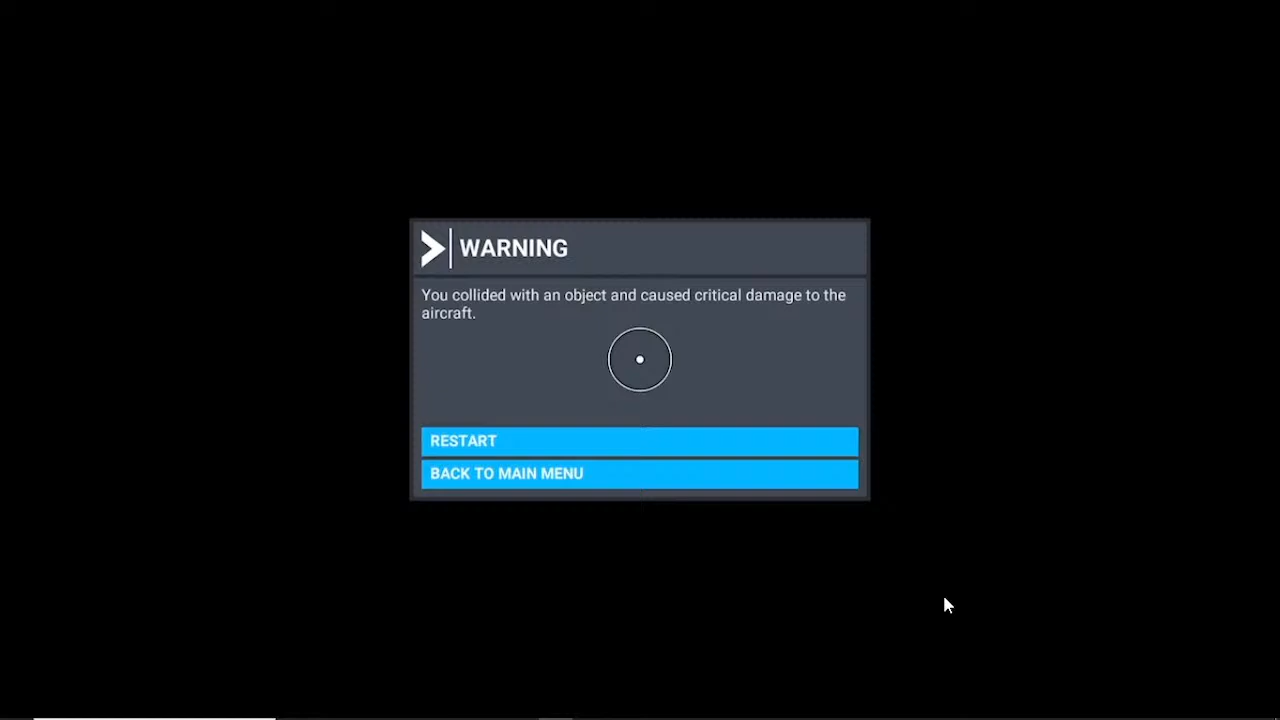 WARNING
You collided with an object and caused critical damage to the
aircraft.
RESTART
BACK TO MAIN MENU